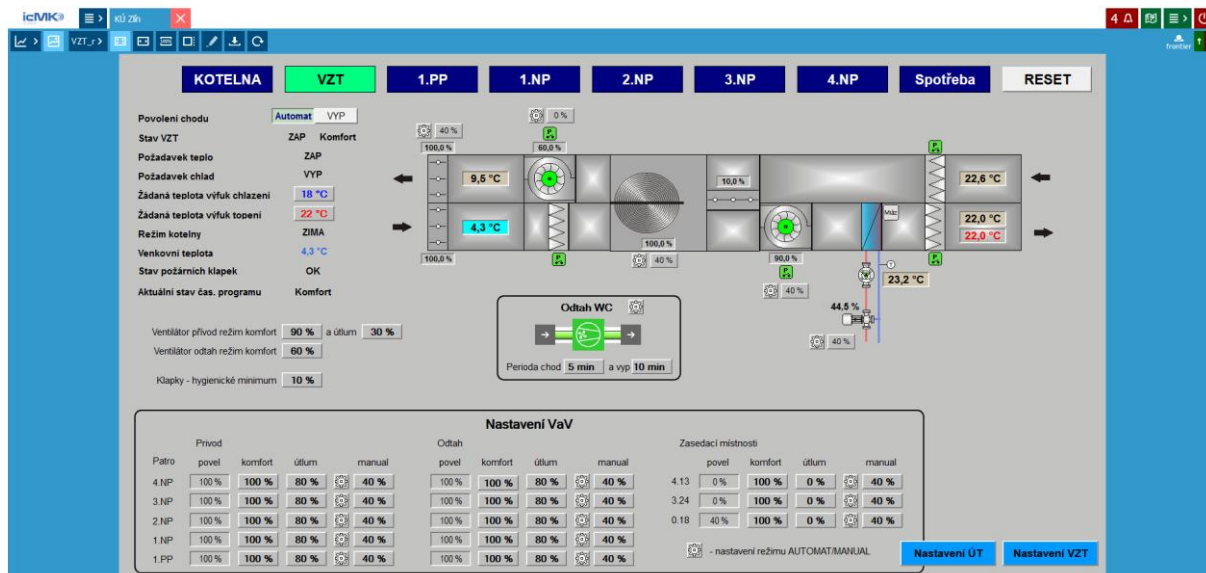 icMK
KÚ Zlín
4
VZT_r
frontier
KOTELNA VZT 1.PP 1.NP 2.NP 3.NP 4.NP Spotřeba RESET
Povolení chodu Automat VYP
Stav VZT ZAP Komfort
Požadavek teplo ZAP
Požadavek chlad VYP
Žádaná teplota výfuk chlazení 18 °C
Žádaná teplota výfuk topení 22 °C
Režim kotelny ZIMA
Venkovní teplota 4,3 °C
Stav požárních klapek OK
Aktuální stav čas. programu Komfort
Ventilátor přívod režim komfort 90 % a útlum 30 %
Ventilátor odtah režim komfort 60 %
Klapky - hygienické minimum 10 %
0 %
40 %
P
100,0 % 60,0 % P
9,5 °C 10,0 % 22,6 °C
4,3 °C 22,0 °C
Mráz
22,0 °C
100,0 %
100,0 % P 40 % 90,0 % P
P T
23,2 °C
40 %
44,5 %
40 %
Odtah WC
Perioda chod 5 min a vyp 10 min
Nastavení VaV
Privod Odtah Zasedací místnosti
Patro povel komfort útlum manual povel komfort útlum manual povel komfort útlum manual
4.NP 100 % 100 % 80 % 40 % 100 % 100 % 80 % 40 % 4.13 0 % 100 % 0 % 40 %
3.NP 100 % 100 % 80 % 40 % 100 % 100 % 80 % 40 % 3.24 0 % 100 % 0 % 40 %
2.NP 100 % 100 % 80 % 40 % 100 % 100 % 80 % 40 % 0.18 40 % 100 % 0 % 40 %
1.NP 100 % 100 % 80 % 40 % 100 % 100 % 80 % 40 %
1.PP 100 % 100 % 80 % 40 % 100 % 100 % 80 % 40 %
- nastavení režimu AUTOMAT/MANUAL
Nastavení ÚT Nastavení VZT